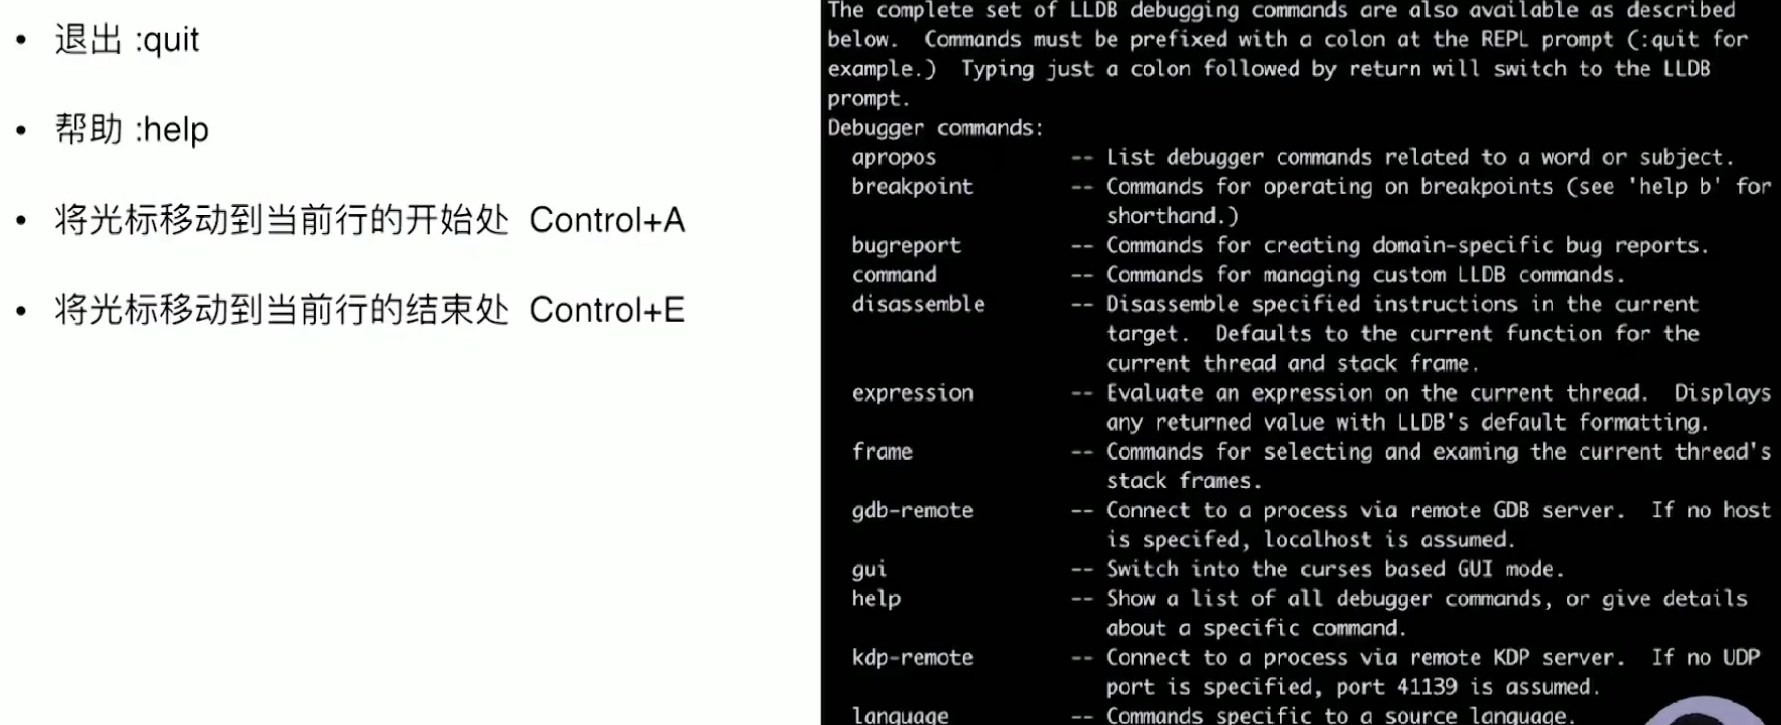 • 退出 :quit
• 帮助 :help
• 将光标移动到当前行的开始处 Control+A
• 将光标移动到当前行的结束处 Control+E
The complete set of LLDB debugging commands are also available as described
below.  Commands must be prefixed with a colon at the REPL prompt (:quit for
example.)  Typing just a colon followed by return will switch to the LLDB
prompt.
Debugger commands:
apropos -- List debugger commands related to a word or subject.
breakpoint -- Commands for operating on breakpoints (see 'help b' for
shorthand.)
bugreport -- Commands for creating domain-specific bug reports.
command -- Commands for managing custom LLDB commands.
disassemble -- Disassemble specified instructions in the current
target.  Defaults to the current function for the
current thread and stack frame.
expression -- Evaluate an expression on the current thread.  Displays
any returned value with LLDB's default formatting.
frame -- Commands for selecting and examing the current thread's
stack frames.
gdb-remote -- Connect to a process via remote GDB server.  If no host
is specifed, localhost is assumed.
gui -- Switch into the curses based GUI mode.
help -- Show a list of all debugger commands, or give details
about a specific command.
kdp-remote -- Connect to a process via remote KDP server.  If no UDP
port is specified, port 41139 is assumed.
language -- Commands specific to a source language.